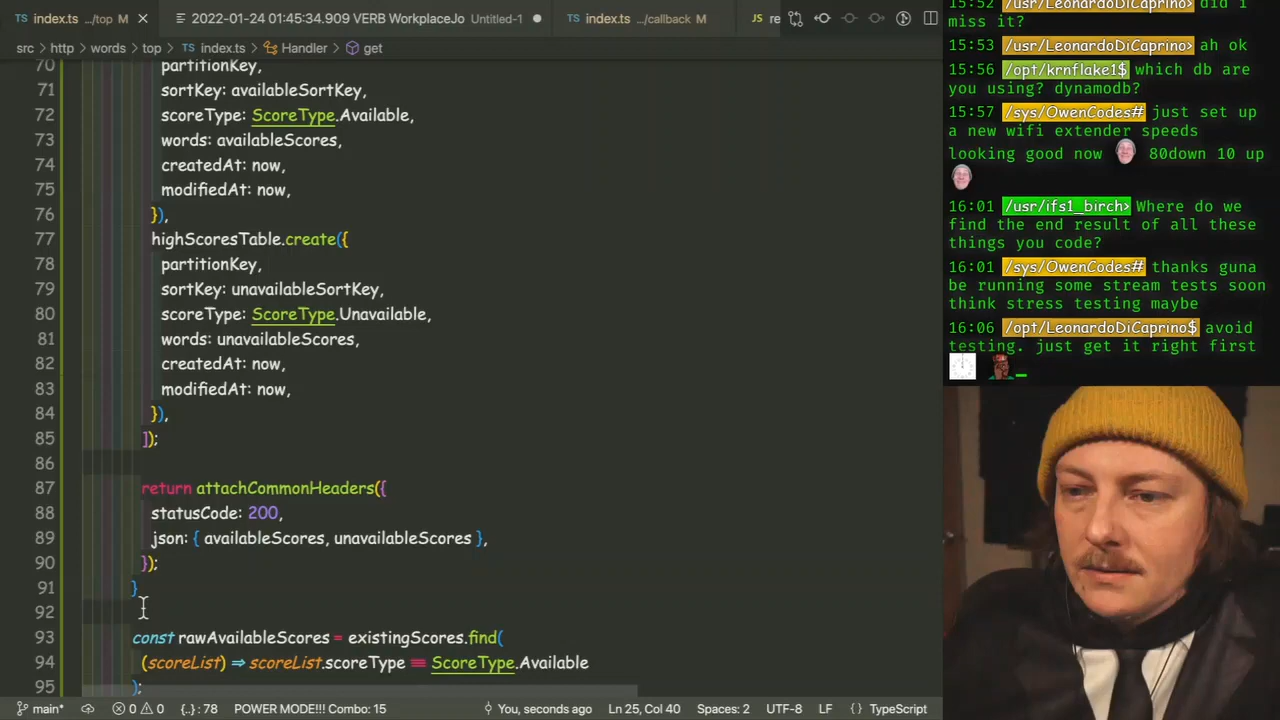 index.ts .../top M
2022-01-24 01:45:34.909 VERB WorkplaceJo Untitled-1
index.ts .../callback M
JS re
src > http > words > top > TS index.ts > Handler > get
70 partitionKey,
71 sortKey: availableSortKey,
72 scoreType: ScoreType.Available,
73 words: availableScores,
74 createdAt: now,
75 modifiedAt: now,
76 }),
77 highScoresTable.create({
78 partitionKey,
79 sortKey: unavailableSortKey,
80 scoreType: ScoreType.Unavailable,
81 words: unavailableScores,
82 createdAt: now,
83 modifiedAt: now,
84 }),
85 ]);
86
87 return attachCommonHeaders({
88 statusCode: 200,
89 json: { availableScores, unavailableScores },
90 });
91 }
92
93 const rawAvailableScores = existingScores.find(
94 (scoreList) => scoreList.scoreType === ScoreType.Available
95 );
main* 0 0 {..} : 78 POWER MODE!!! Combo: 15 You, seconds ago Ln 25, Col 40 Spaces: 2 UTF-8 LF {} TypeScript
15:52 /usr/LeonardoDiCaprino> did i
miss it?
15:53 /usr/LeonardoDiCaprino> ah ok
15:56 /opt/krnflake1$ which db are
you using? dynamodb?
15:57 /sys/OwenCodes# just set up
a new wifi extender speeds
looking good now 80down 10 up
16:01 /usr/ifs1_birch> Where do we
find the end result of all these
things you code?
16:01 /sys/OwenCodes# thanks guna
be running some stream tests soon
think stress testing maybe
16:06 /opt/LeonardoDiCaprino$ avoid
testing. just get it right first